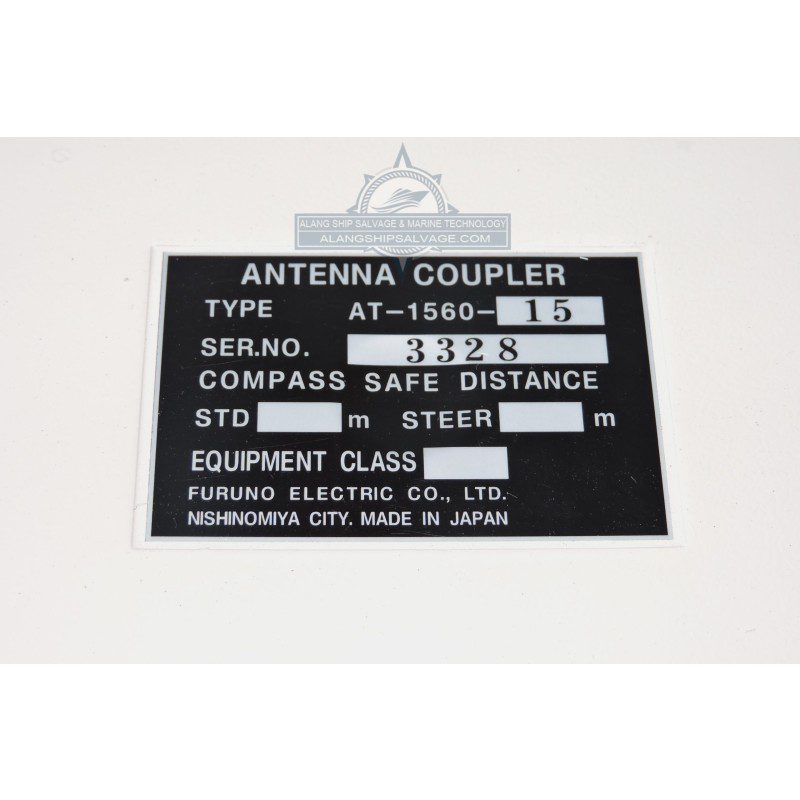 ALANG SHIP SALVAGE & MARINE TECHNOLOGY
ALANGSHIPSALVAGE.COM
ANTENNA COUPLER
TYPE AT-1560-15
SER.NO. 3328
COMPASS SAFE DISTANCE
STD m STEER m
EQUIPMENT CLASS
FURUNO ELECTRIC CO., LTD.
NISHINOMIYA CITY. MADE IN JAPAN